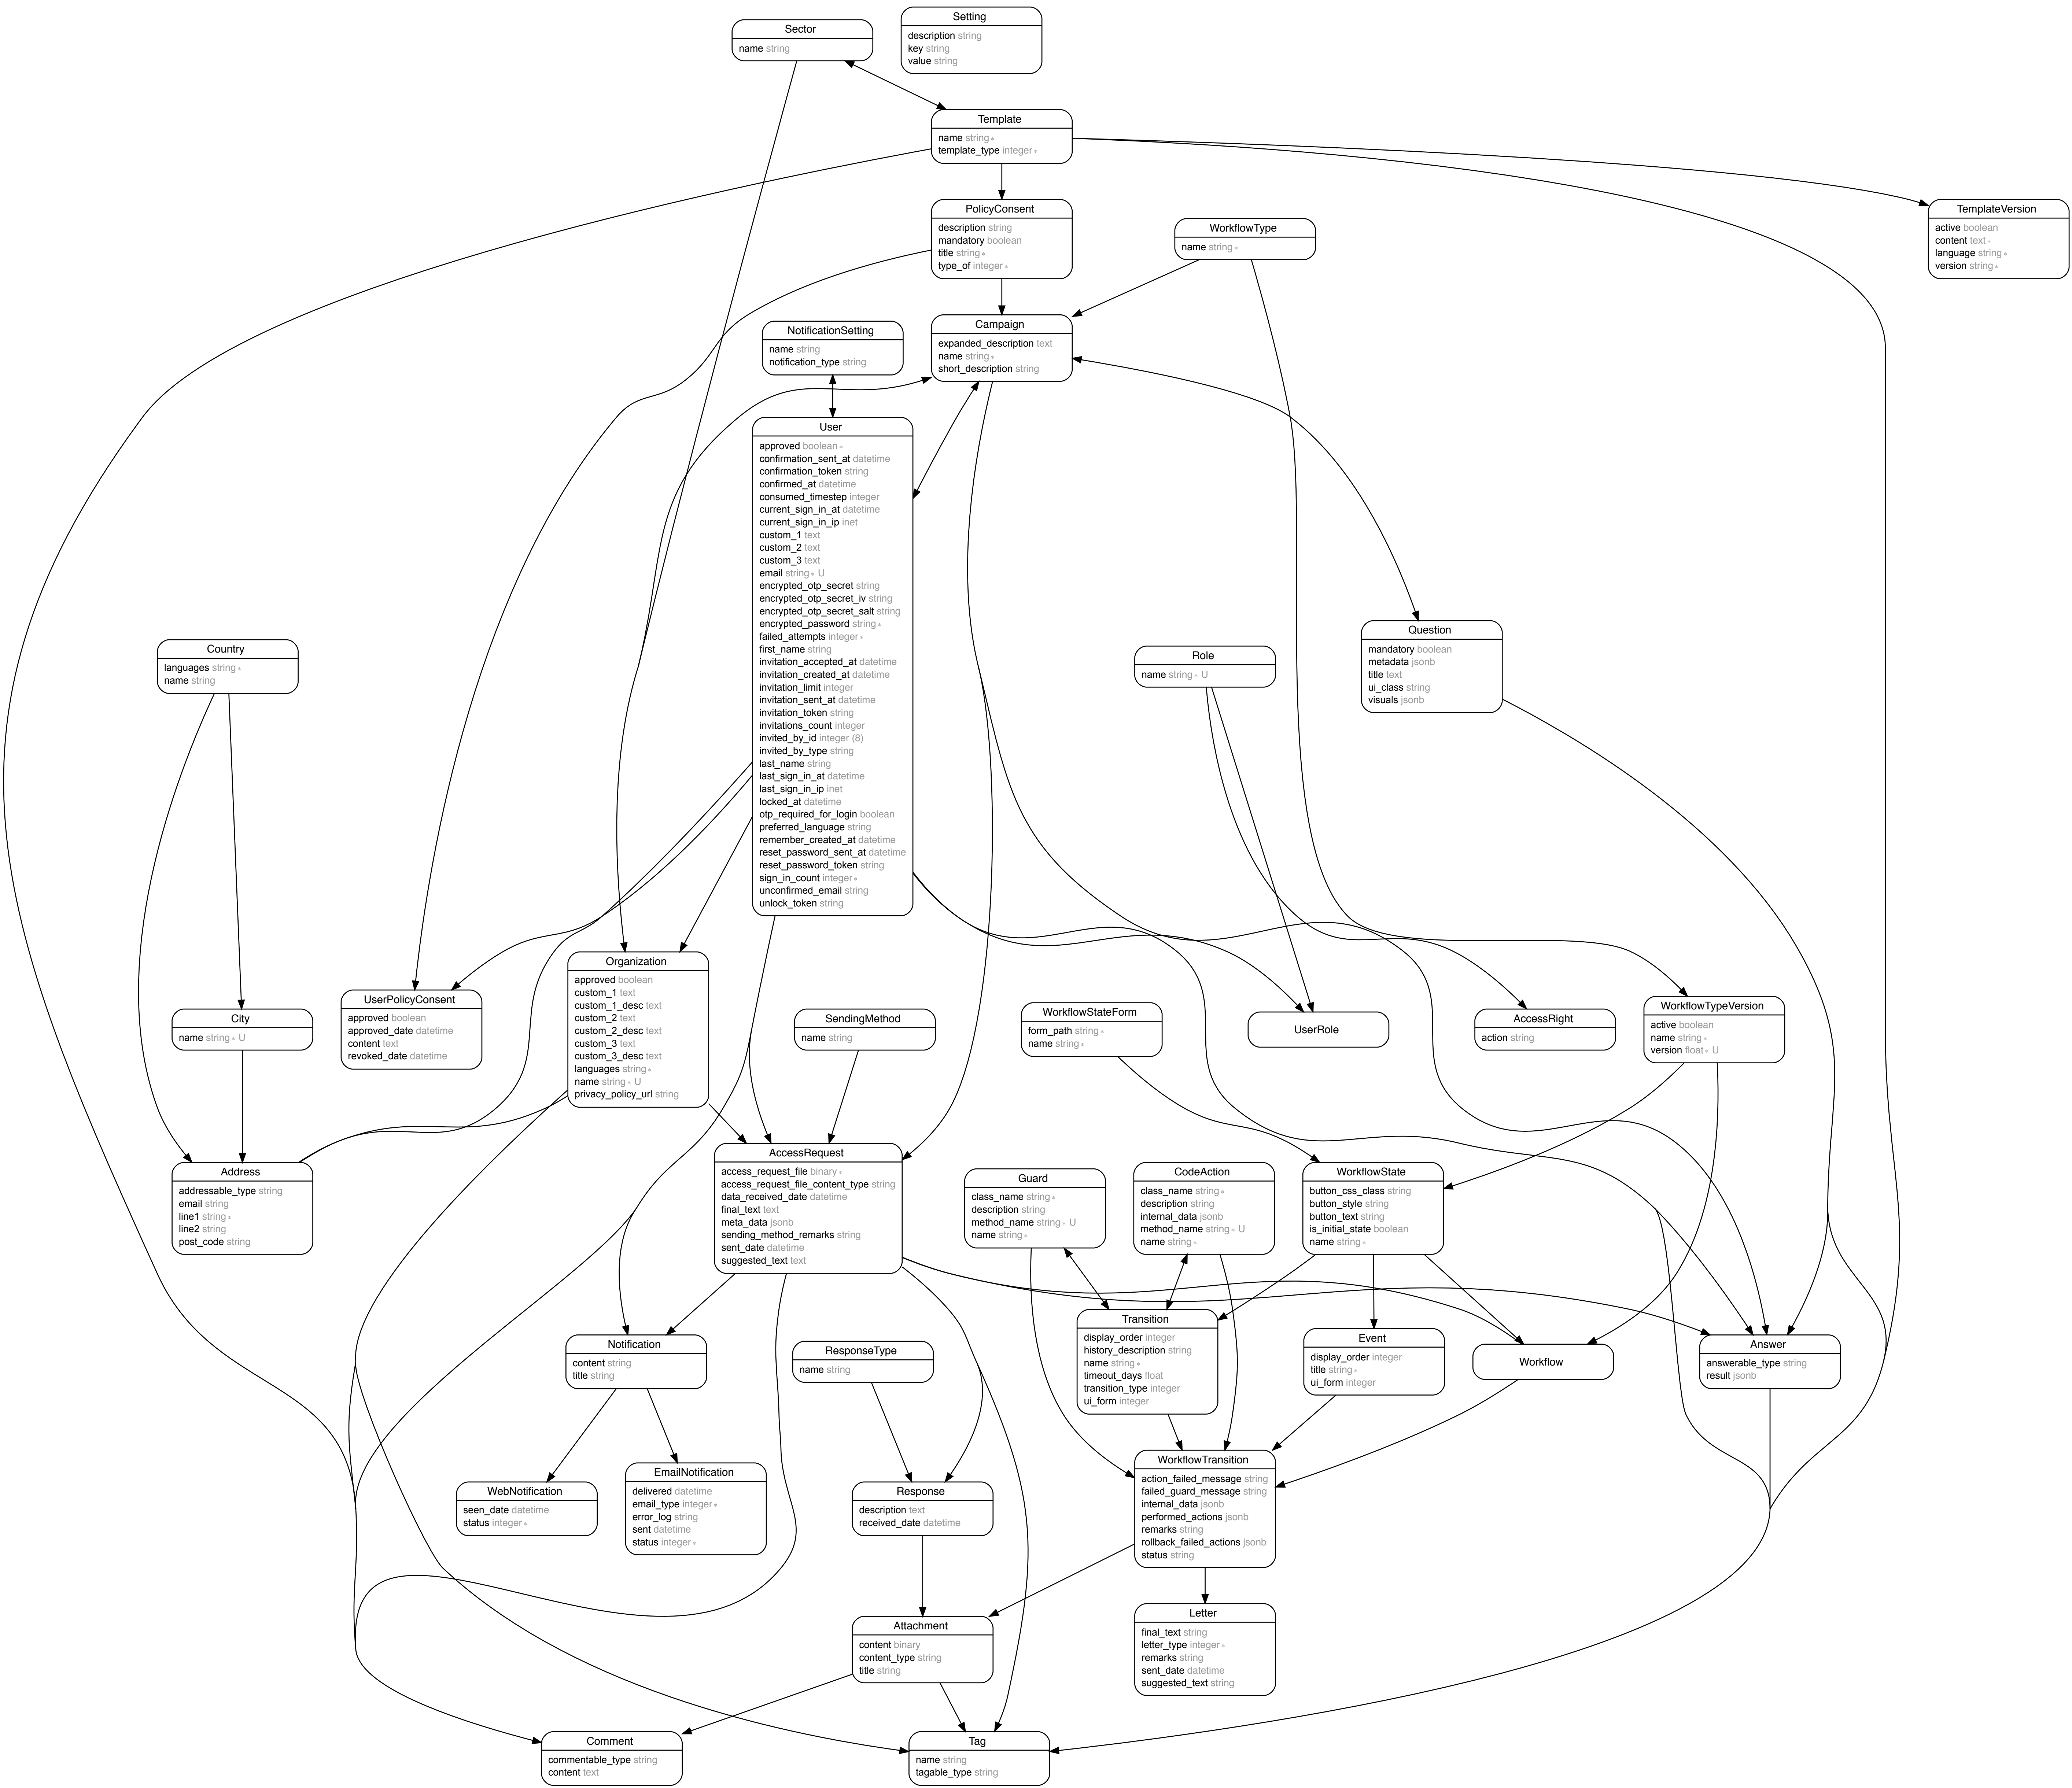 Setting
description string
key string
value string
Sector
name string
Template
name string ∗
template_type integer ∗
PolicyConsent
description string
mandatory boolean
title string ∗
type_of integer ∗
WorkflowType
name string ∗
TemplateVersion
active boolean
content text ∗
language string ∗
version string ∗
NotificationSetting
name string
notification_type string
Campaign
expanded_description text
name string ∗
short_description string
User
approved boolean ∗
confirmation_sent_at datetime
confirmation_token string
confirmed_at datetime
consumed_timestep integer
current_sign_in_at datetime
current_sign_in_ip inet
custom_1 text
custom_2 text
custom_3 text
email string ∗ U
encrypted_otp_secret string
encrypted_otp_secret_iv string
encrypted_otp_secret_salt string
encrypted_password string ∗
failed_attempts integer ∗
first_name string
invitation_accepted_at datetime
invitation_created_at datetime
invitation_limit integer
invitation_sent_at datetime
invitation_token string
invitations_count integer
invited_by_id integer (8)
invited_by_type string
last_name string
last_sign_in_at datetime
last_sign_in_ip inet
locked_at datetime
otp_required_for_login boolean
preferred_language string
remember_created_at datetime
reset_password_sent_at datetime
reset_password_token string
sign_in_count integer ∗
unconfirmed_email string
unlock_token string
Country
languages string ∗
name string
Role
name string ∗ U
Question
mandatory boolean
metadata jsonb
title text
ui_class string
visuals jsonb
City
name string ∗ U
UserPolicyConsent
approved boolean
approved_date datetime
content text
revoked_date datetime
Organization
approved boolean
custom_1 text
custom_1_desc text
custom_2 text
custom_2_desc text
custom_3 text
custom_3_desc text
languages string ∗
name string ∗ U
privacy_policy_url string
SendingMethod
name string
WorkflowStateForm
form_path string ∗
name string ∗
UserRole
AccessRight
action string
WorkflowTypeVersion
active boolean
name string ∗
version float ∗ U
Address
addressable_type string
email string
line1 string ∗
line2 string
post_code string
AccessRequest
access_request_file binary ∗
access_request_file_content_type string
data_received_date datetime
final_text text
meta_data jsonb
sending_method_remarks string
sent_date datetime
suggested_text text
Guard
class_name string ∗
description string
method_name string ∗ U
name string ∗
CodeAction
class_name string ∗
description string
internal_data jsonb
method_name string ∗ U
name string ∗
WorkflowState
button_css_class string
button_style string
button_text string
is_initial_state boolean
name string ∗
Notification
content string
title string
ResponseType
name string
Transition
display_order integer
history_description string
name string ∗
timeout_days float
transition_type integer
ui_form integer
Event
display_order integer
title string ∗
ui_form integer
Workflow
Answer
answerable_type string
result jsonb
WebNotification
seen_date datetime
status integer ∗
EmailNotification
delivered datetime
email_type integer ∗
error_log string
sent datetime
status integer ∗
Response
description text
received_date datetime
WorkflowTransition
action_failed_message string
failed_guard_message string
internal_data jsonb
performed_actions jsonb
remarks string
rollback_failed_actions jsonb
status string
Attachment
content binary
content_type string
title string
Letter
final_text string
letter_type integer ∗
remarks string
sent_date datetime
suggested_text string
Comment
commentable_type string
content text
Tag
name string
tagable_type string